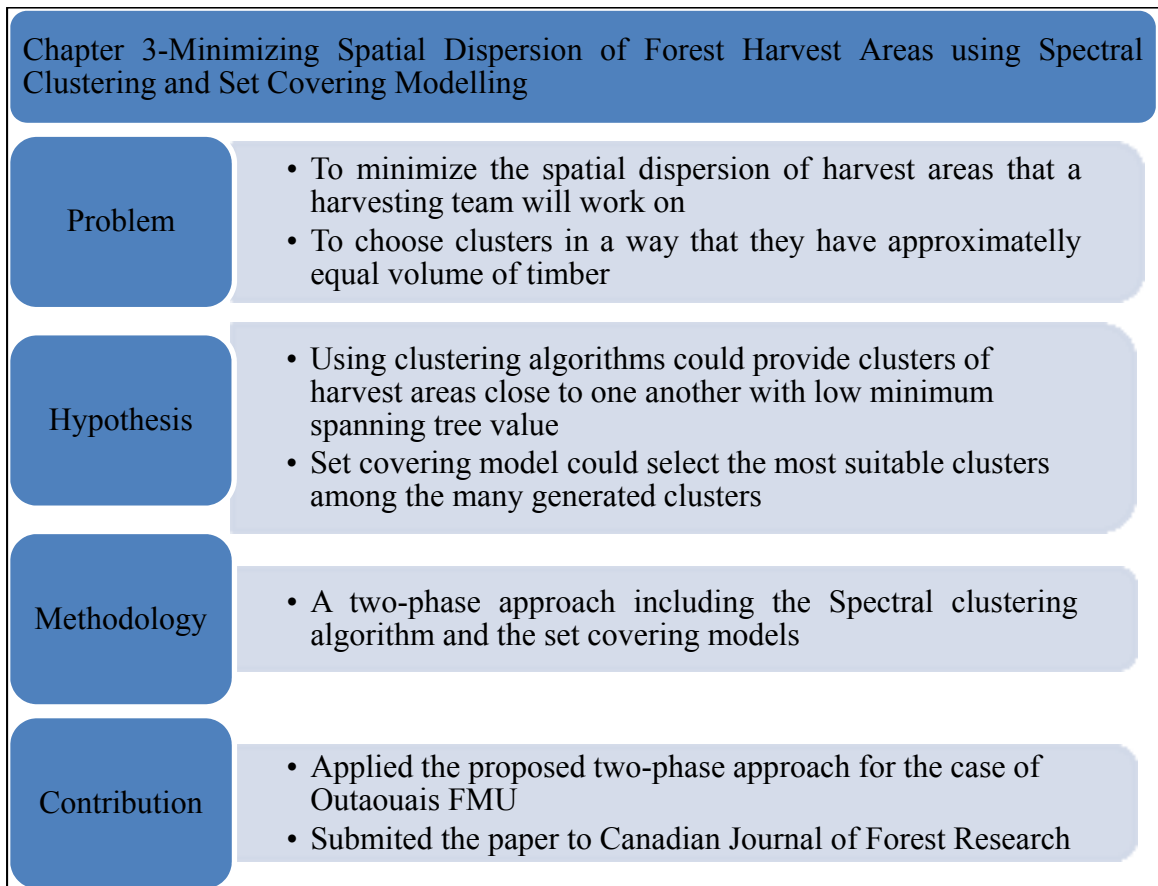 Chapter 3-Minimizing Spatial Dispersion of Forest Harvest Areas using Spectral
Clustering and Set Covering Modelling
Problem
• To minimize the spatial dispersion of harvest areas that a
harvesting team will work on
• To choose clusters in a way that they have approximatelly
equal volume of timber
Hypothesis
• Using clustering algorithms could provide clusters of
harvest areas close to one another with low minimum
spanning tree value
• Set covering model could select the most suitable clusters
among the many generated clusters
Methodology
• A two-phase approach including the Spectral clustering
algorithm and the set covering models
Contribution
• Applied the proposed two-phase approach for the case of
Outaouais FMU
• Submited the paper to Canadian Journal of Forest Research